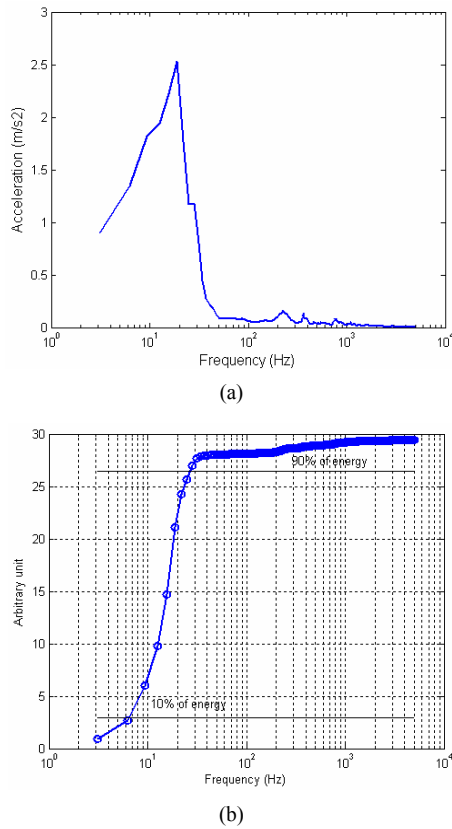 3
2.5
2
1.5
1
0.5
0
10^0 10^1 10^2 10^3 10^4
Acceleration (m/s2)
Frequency (Hz)
(a)
30
25
20
15
10
5
0
90% of energy
10% of energy
10^0 10^1 10^2 10^3 10^4
Arbitrary unit
Frequency (Hz)
(b)